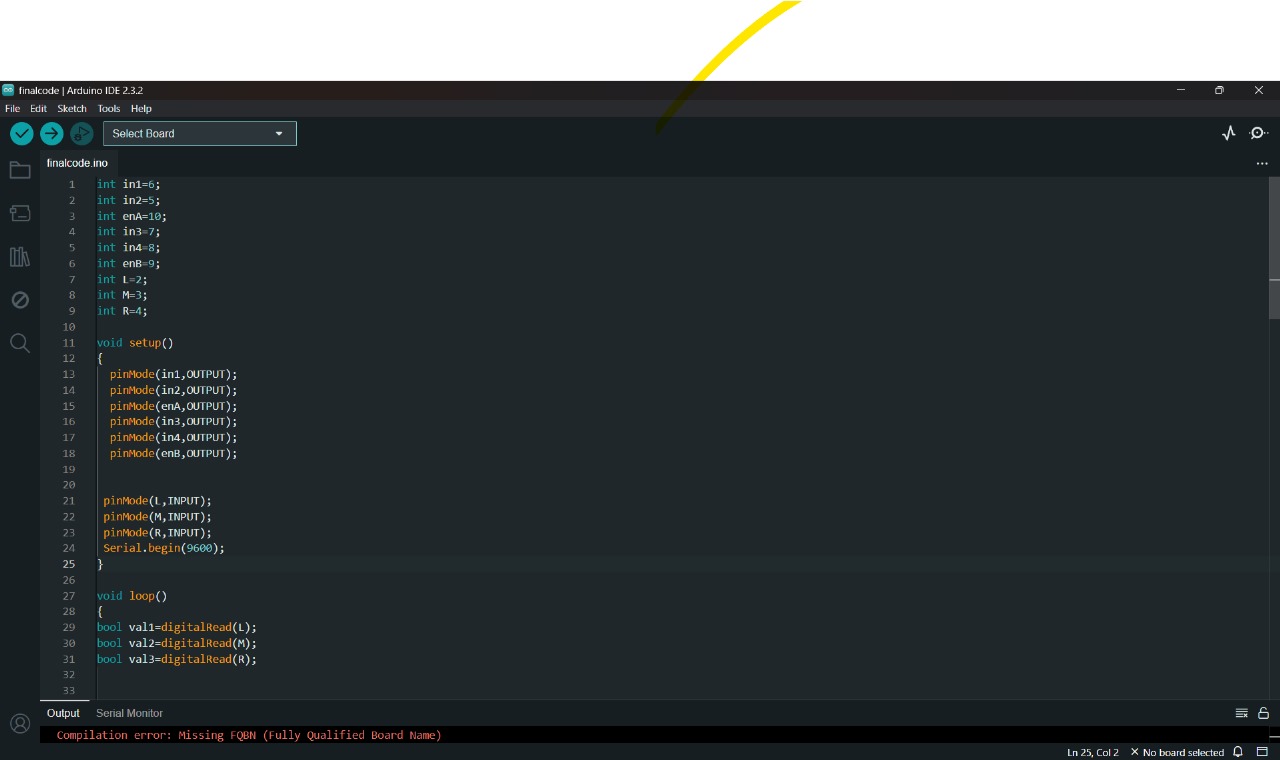 finalcode | Arduino IDE 2.3.2
File Edit Sketch Tools Help
Select Board
finalcode.ino
1 int in1=6;
2 int in2=5;
3 int enA=10;
4 int in3=7;
5 int in4=8;
6 int enB=9;
7 int L=2;
8 int M=3;
9 int R=4;
10
11 void setup()
12 {
13 pinMode(in1,OUTPUT);
14 pinMode(in2,OUTPUT);
15 pinMode(enA,OUTPUT);
16 pinMode(in3,OUTPUT);
17 pinMode(in4,OUTPUT);
18 pinMode(enB,OUTPUT);
19
20
21 pinMode(L,INPUT);
22 pinMode(M,INPUT);
23 pinMode(R,INPUT);
24 Serial.begin(9600);
25 }
26
27 void loop()
28 {
29 bool val1=digitalRead(L);
30 bool val2=digitalRead(M);
31 bool val3=digitalRead(R);
32
33
Output Serial Monitor
Compilation error: Missing FQBN (Fully Qualified Board Name)
Ln 25, Col 2 × No board selected